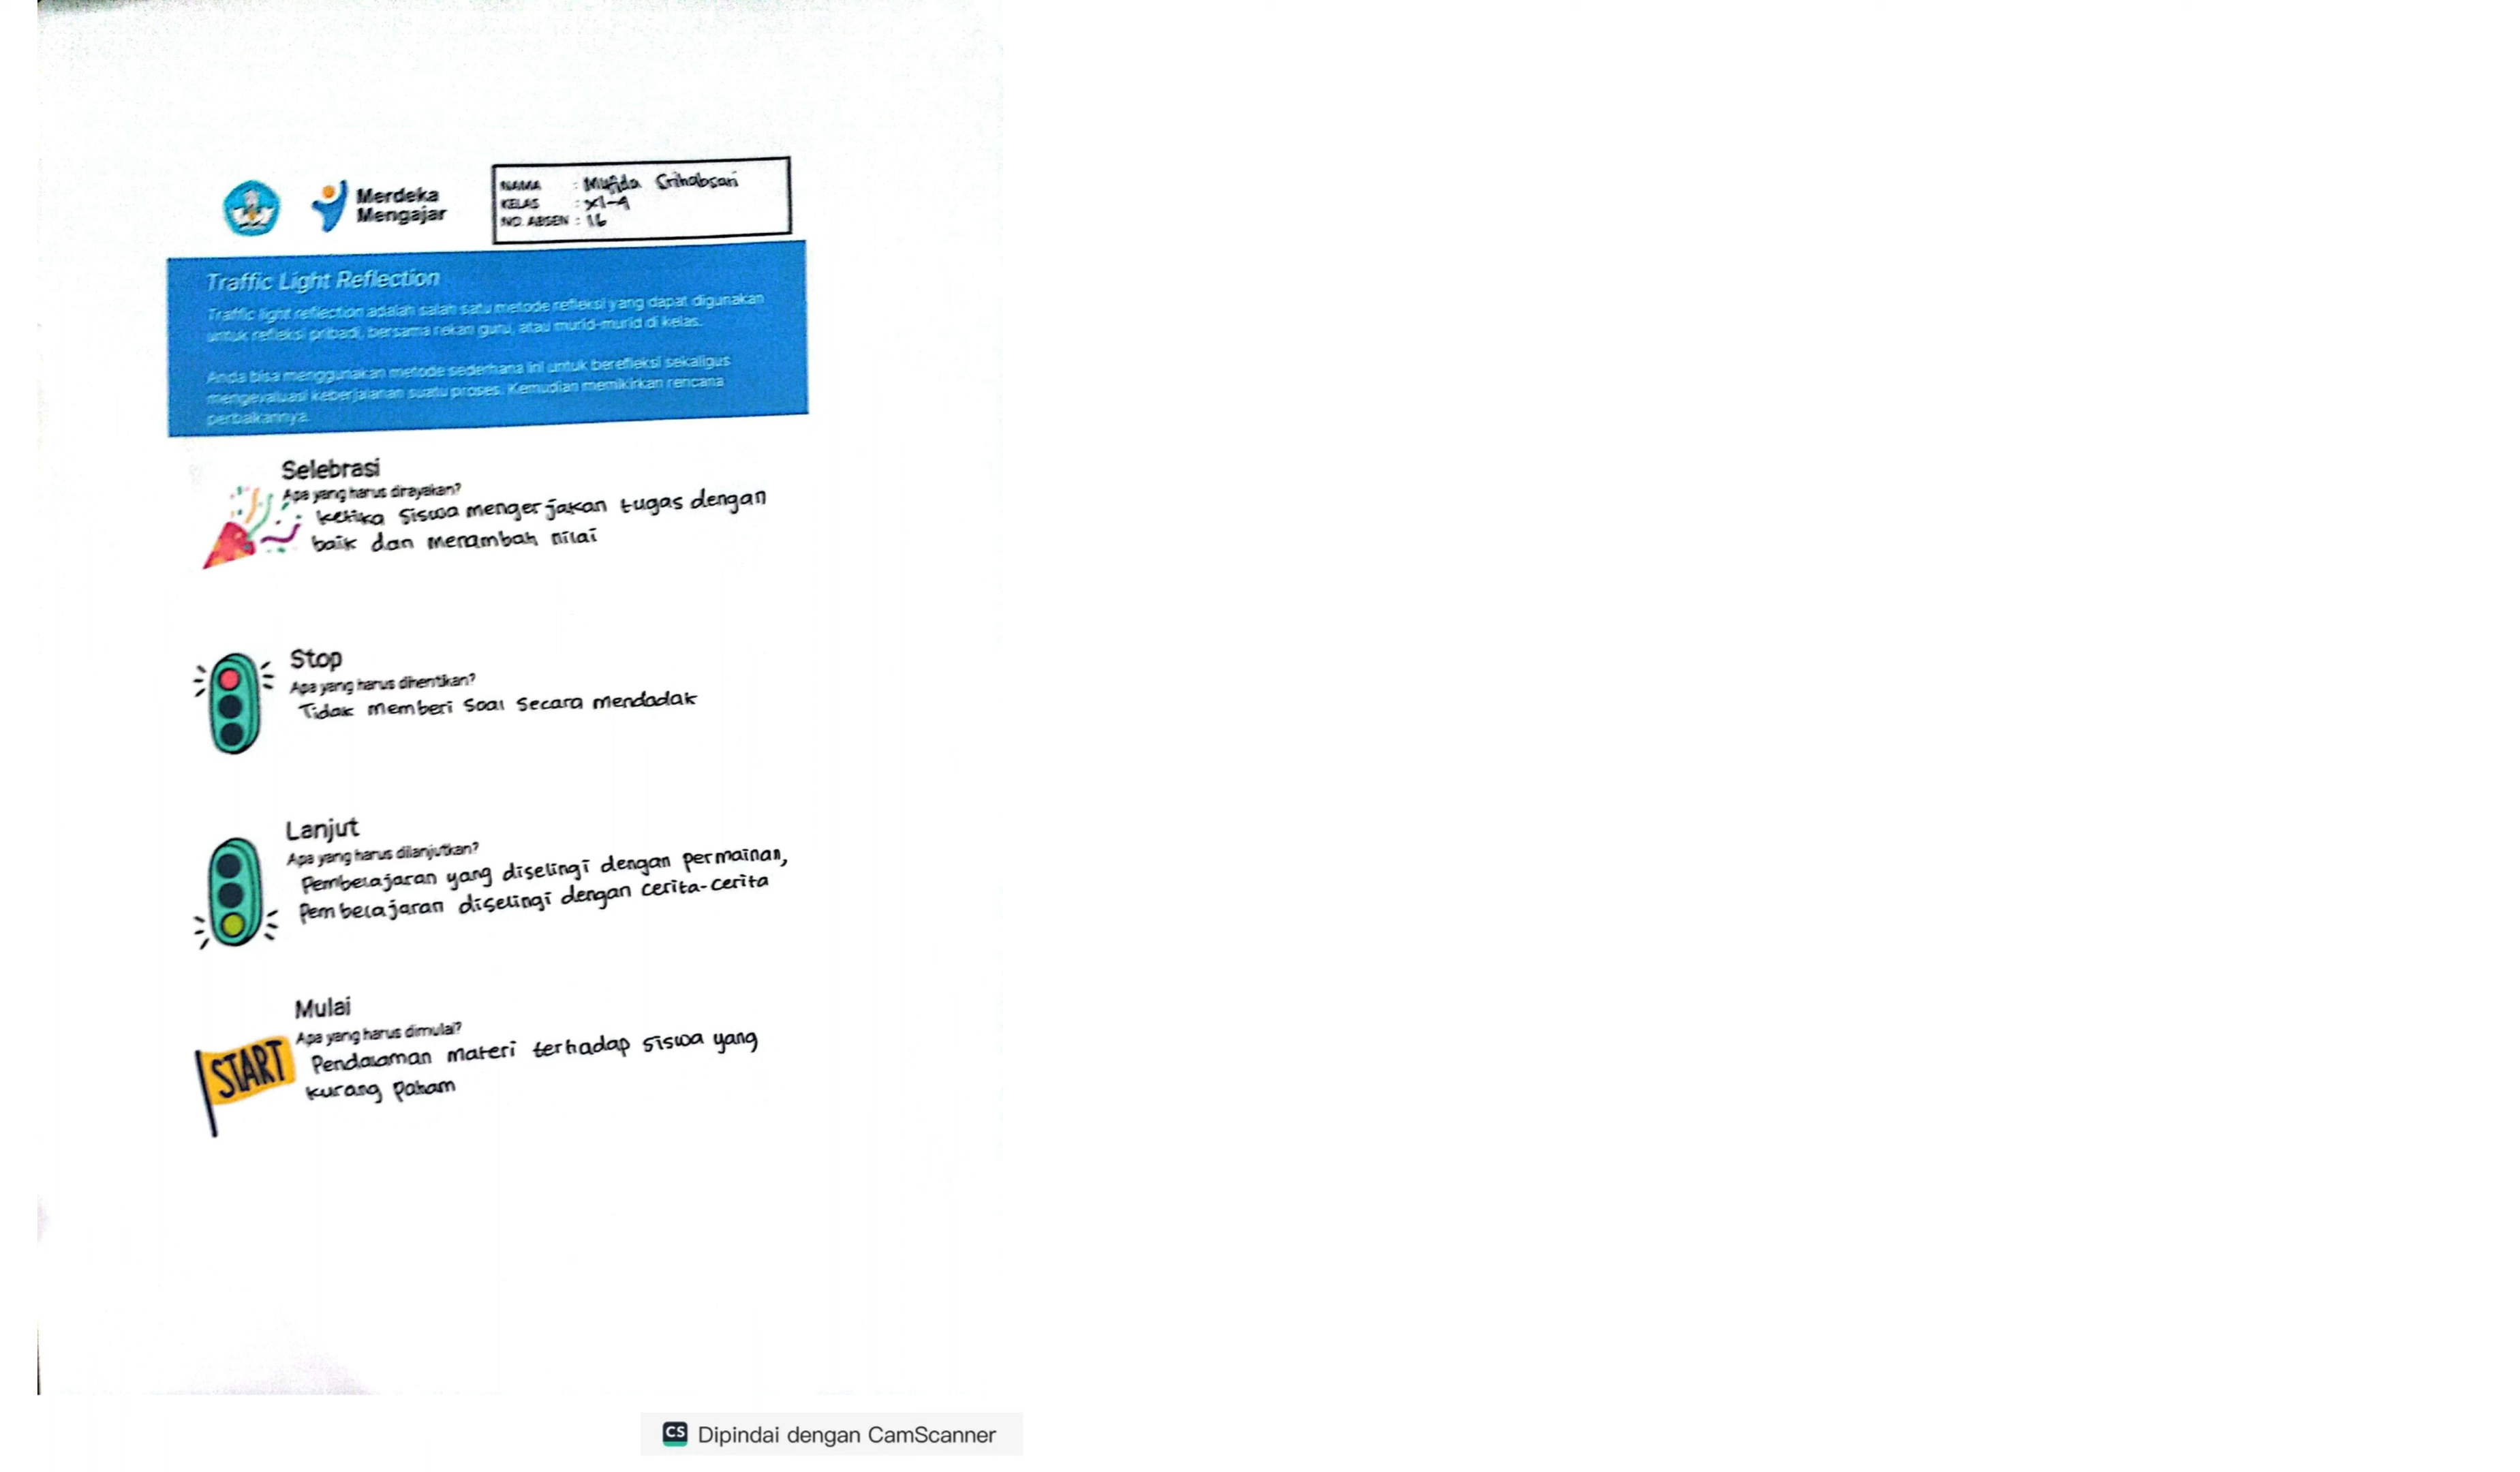 Merdeka
Mengajar
NAMA : Mufida Srihabsari
KELAS : XI-4
NO. ABSEN : 16
Traffic Light Reflection
Traffic light reflection adalah salah satu metode refleksi yang dapat digunakan
untuk refleksi pribadi, bersama rekan guru, atau murid-murid di kelas.
Anda bisa menggunakan metode sederhana ini untuk berefleksi sekaligus
mengevaluasi keberjalanan suatu proses. Kemudian memikirkan rencana
perbaikannya.
Selebrasi
Apa yang harus dirayakan?
Ketika Siswa mengerjakan tugas dengan
baik dan menambah nilai
Stop
Apa yang harus dihentikan?
Tidak memberi Soal Secara mendadak
Lanjut
Apa yang harus dilanjutkan?
Pembelajaran yang diselingi dengan permainan,
Pembelajaran diselingi dengan cerita-cerita
Mulai
Apa yang harus dimulai?
START
Pendalaman materi terhadap siswa yang
kurang paham
CS Dipindai dengan CamScanner